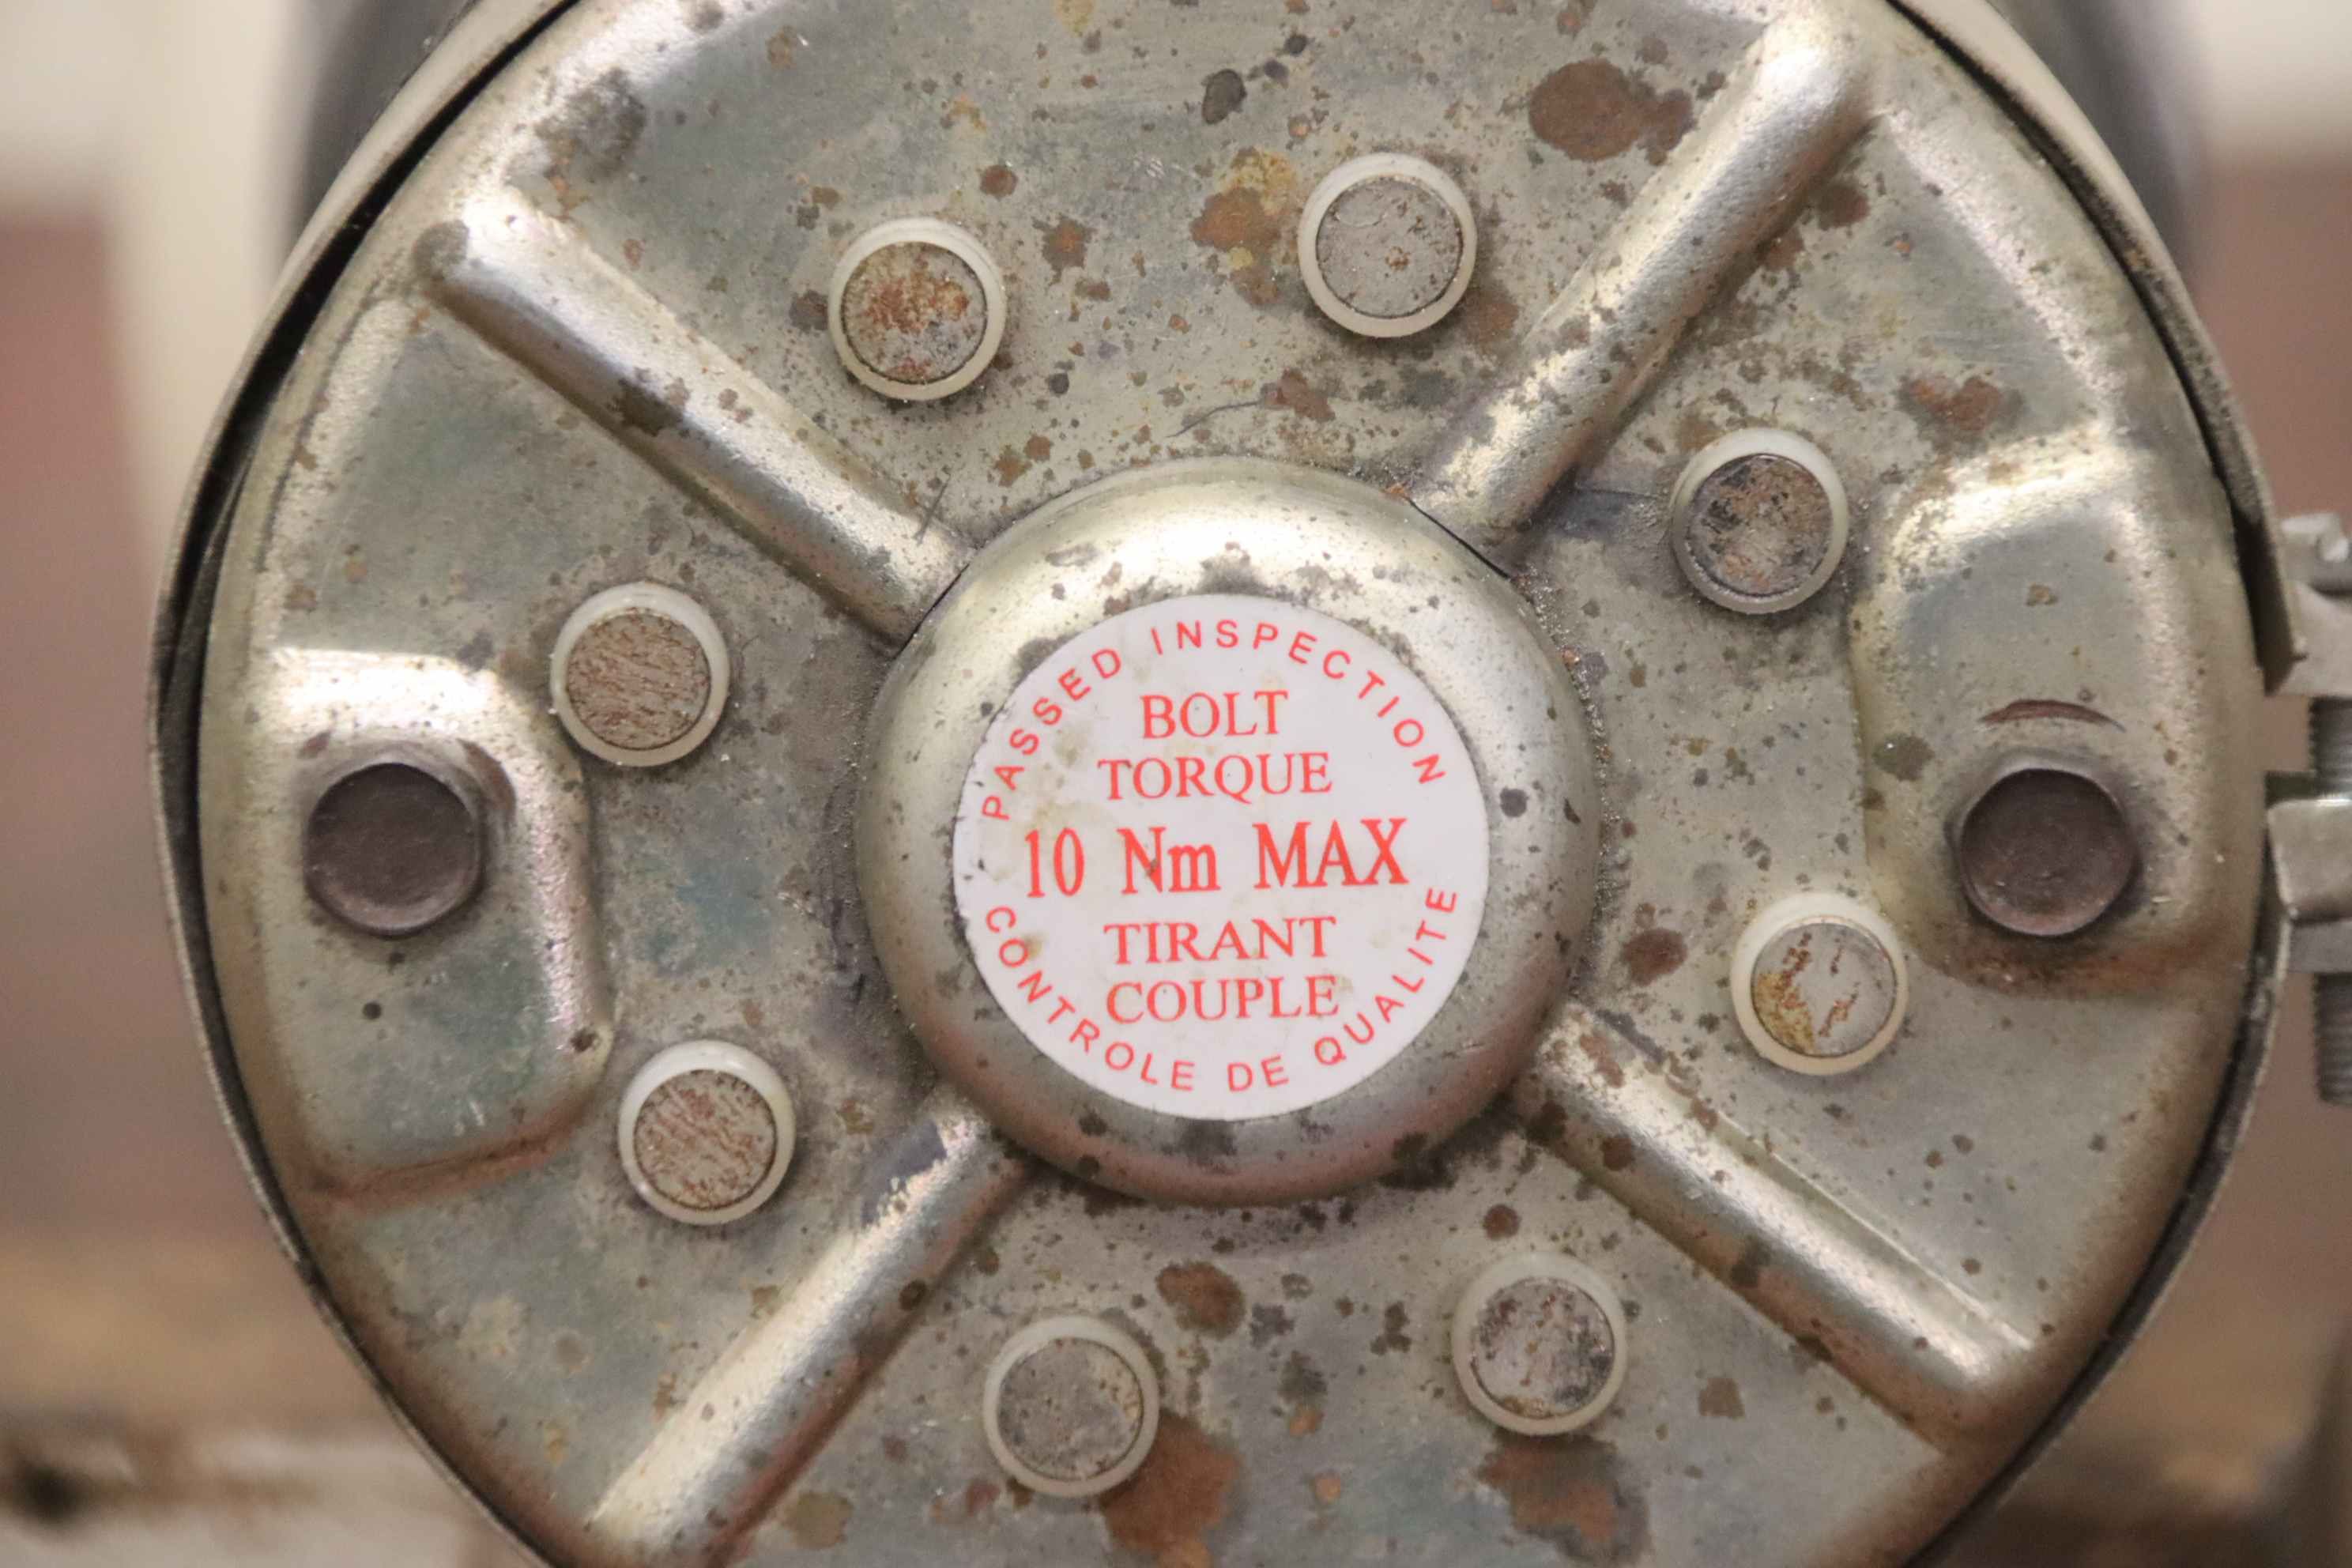 PASSED INSPECTION
BOLT
TORQUE
10 Nm MAX
TIRANT
COUPLE
CONTROLE DE QUALITE